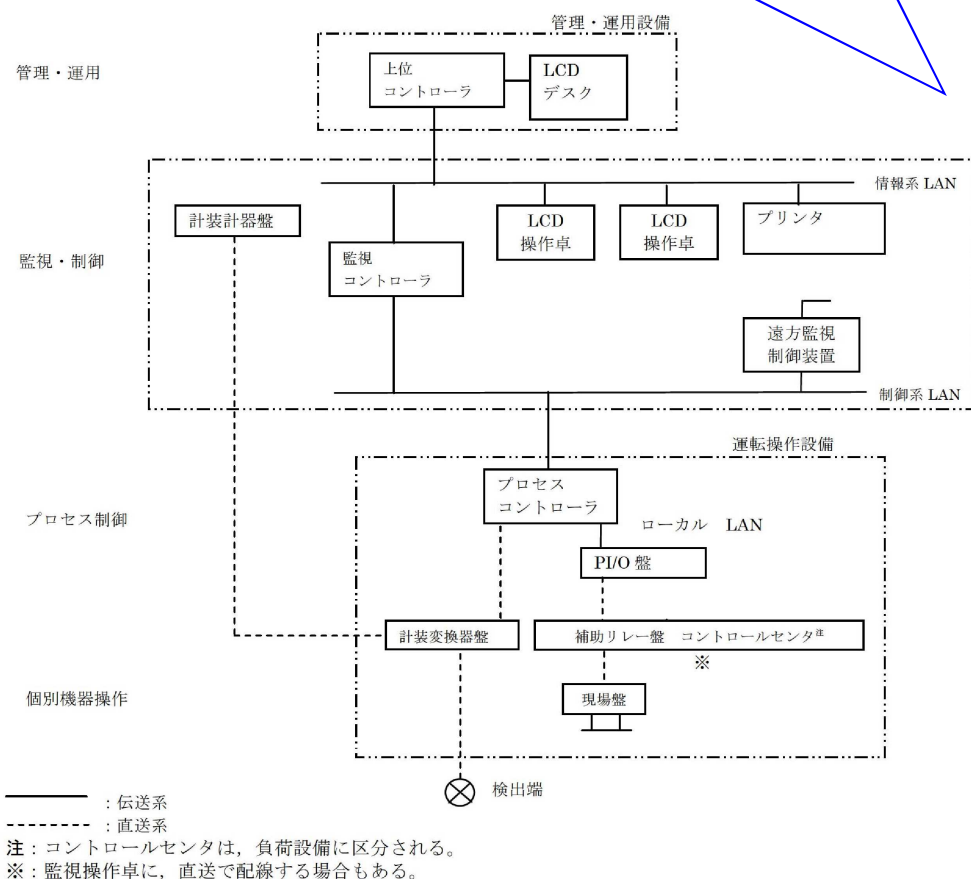 管理・運用設備
管理・運用
上位
コントローラ
LCD
デスク
情報系 LAN
計装計器盤
LCD
操作卓
LCD
操作卓
プリンタ
監視・制御
監視
コントローラ
遠方監視
制御装置
制御系 LAN
運転操作設備
プロセス
コントローラ
プロセス制御
ローカル LAN
PI/O 盤
計装変換器盤
補助リレー盤 コントロールセンタ注
※
個別機器操作
現場盤
検出端
：伝送系
：直送系
注：コントロールセンタは，負荷設備に区分される。
※：監視操作卓に，直送で配線する場合もある。